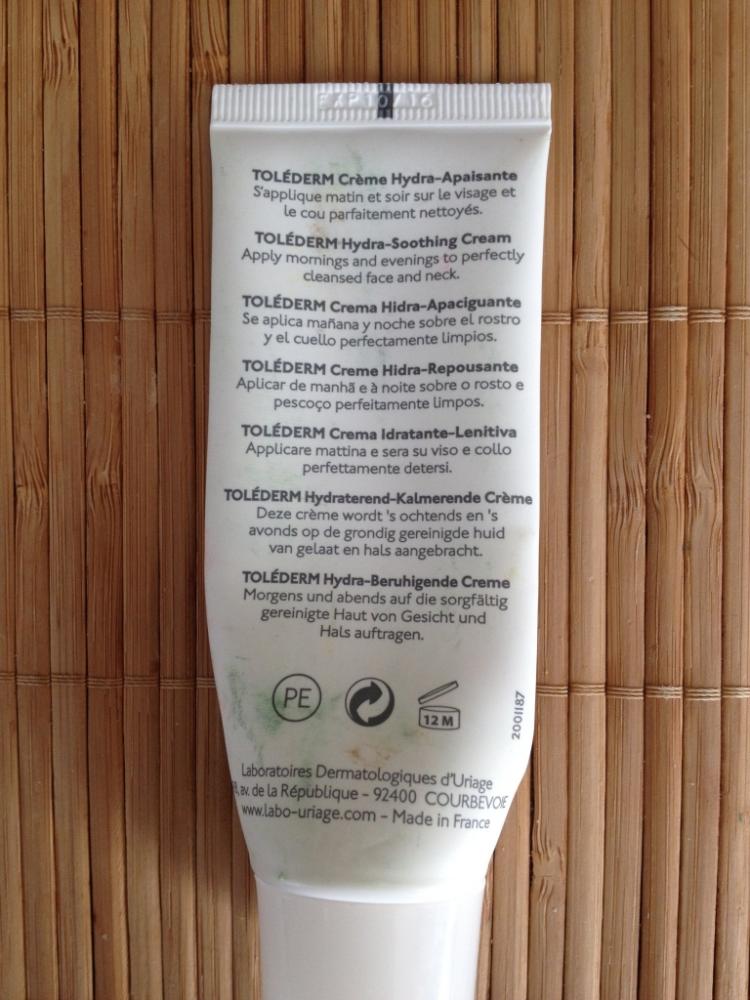 EXP 10/16
TOLÉDERM Crème Hydra-Apaisante
S'applique matin et soir sur le visage et
le cou parfaitement nettoyés.
TOLÉDERM Hydra-Soothing Cream
Apply mornings and evenings to perfectly
cleansed face and neck.
TOLÉDERM Crema Hidra-Apaciguante
Se aplica mañana y noche sobre el rostro
y el cuello perfectamente limpios.
TOLÉDERM Creme Hidra-Repousante
Aplicar de manhã e à noite sobre o rosto e
pescoço perfeitamente limpos.
TOLÉDERM Crema Idratante-Lenitiva
Applicare mattina e sera su viso e collo
perfettamente detersi.
TOLÉDERM Hydraterend-Kalmerende Crème
Deze crème wordt 's ochtends en 's
avonds op de grondig gereinigde huid
van gelaat en hals aangebracht.
TOLÉDERM Hydra-Beruhigende Creme
Morgens und abends auf die sorgfältig
gereinigte Haut von Gesicht und
Hals auftragen.
PE
12 M
2001187
Laboratoires Dermatologiques d'Uriage
av. de la République - 92400 COURBEVOIE
www.labo-uriage.com - Made in France